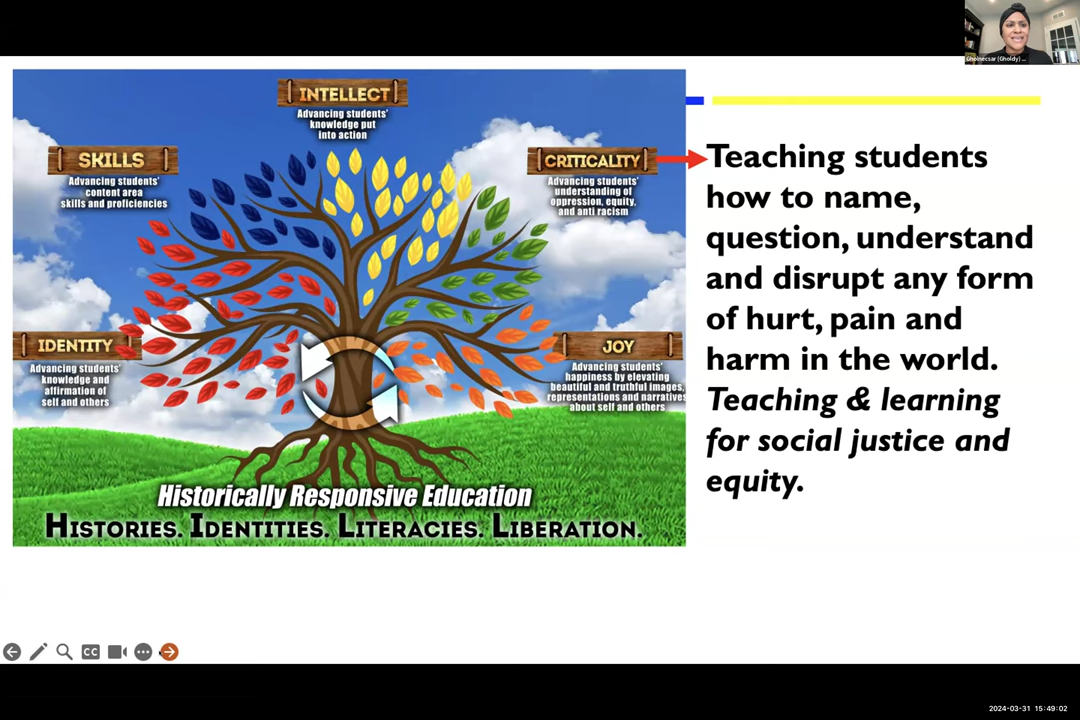 Gholnecsar (Gholdy) ...
INTELLECT
Advancing students'
knowledge put
into action
SKILLS
Advancing students'
content area
skills and proficiencies
CRITICALITY
Advancing students'
understanding of
oppression, equity,
and anti racism
IDENTITY
Advancing students'
knowledge and
affirmation of
self and others
JOY
Advancing students'
happiness by elevating
beautiful and truthful images,
representations and narratives
about self and others
Historically Responsive Education
HISTORIES. IDENTITIES. LITERACIES. LIBERATION.
Teaching students
how to name,
question, understand
and disrupt any form
of hurt, pain and
harm in the world.
Teaching & learning
for social justice and
equity.
CC
2024-03-31 15:49:02